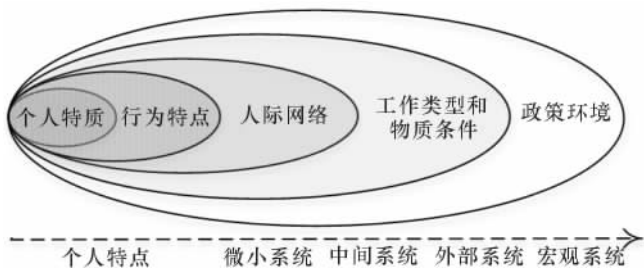 个人特质
行为特点
人际网络
工作类型和
物质条件
政策环境
个人特点
微小系统
中间系统
外部系统
宏观系统